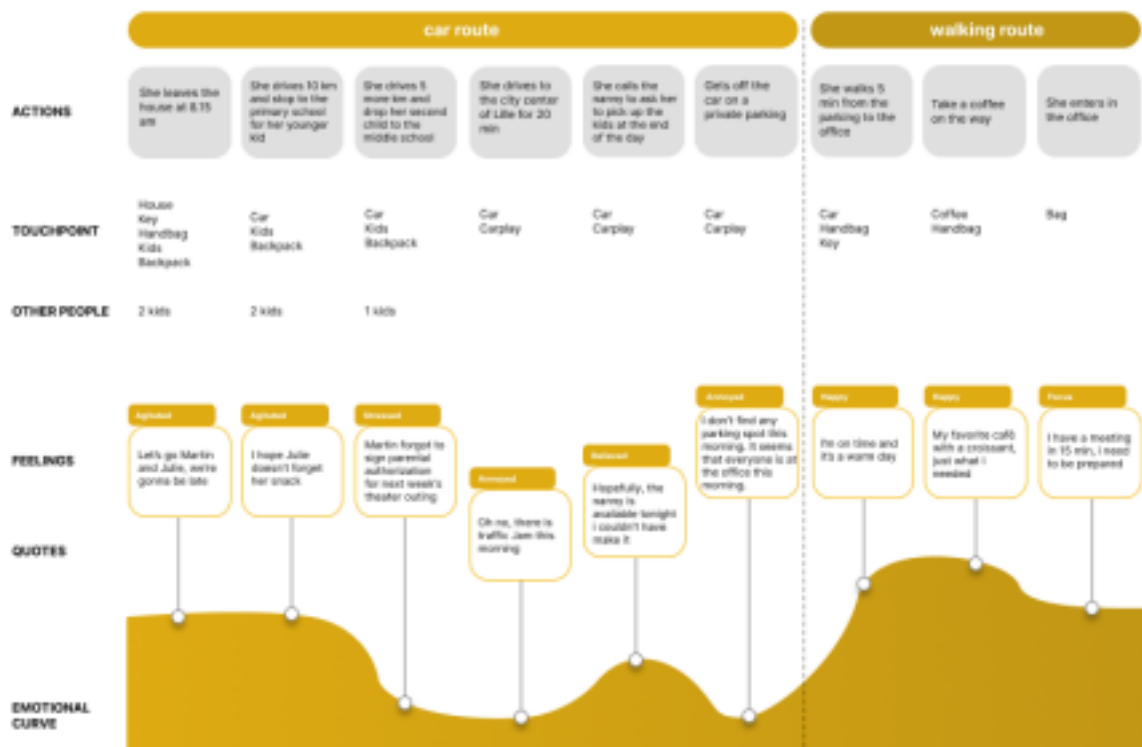 car route
walking route
ACTIONS
She leaves the
house at 8.15
am
She drives 10 km
and stop to the
primary school
for her younger
kid
She drives 5
more km and
drop her second
child to the
middle school
She drives to
the city center
of Lille for 20
min
She calls the
nanny to ask her
to pick up the
kids at the end
of the day
Gets off the
car on a
private parking
She walks 5
min from the
parking to the
office
Take a coffee
on the way
She enters in
the office
TOUCHPOINT
House
Key
Handbag
Kids
Backpack
Car
Kids
Backpack
Car
Kids
Backpack
Car
Carplay
Car
Carplay
Car
Carplay
Car
Handbag
Key
Coffee
Handbag
Bag
OTHER PEOPLE
2 kids
2 kids
1 kids
FEELINGS
Agitated
Agitated
Stressed
Annoyed
Relieved
Annoyed
Happy
Happy
Focus
QUOTES
Let's go Martin
and Julie, we're
gonna be late
I hope Julie
doesn't forget
her snack
Martin forgot to
sign parental
authorization
for next week's
theater outing
Oh no, there is
traffic Jam this
morning
Hopefully, the
nanny is
available tonight
i couldn't have
make it
I don't find any
parking spot this
morning. It seems
that everyone is at
the office this
morning.
I'm on time and
it's a warm day
My favorite café
with a croissant,
just what i
needed
I have a meeting
in 15 min, i need
to be prepared
EMOTIONAL
CURVE